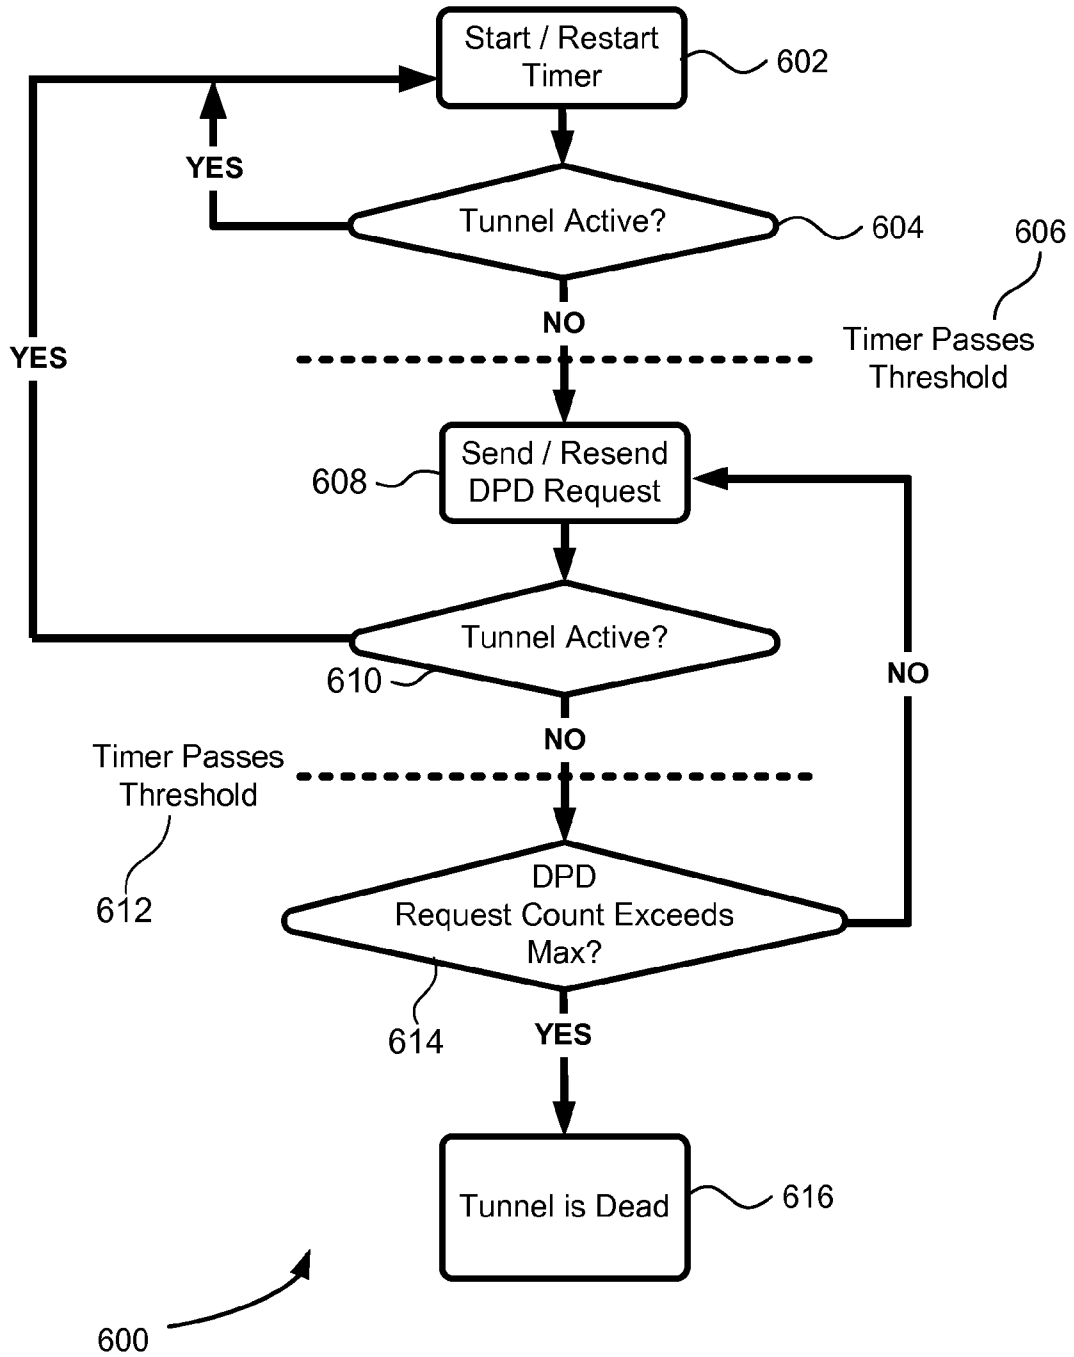 Start / Restart
Timer
602
YES
Tunnel Active?
604
606
NO
Timer Passes
Threshold
YES
Send / Resend
DPD Request
608
Tunnel Active?
610
NO
NO
Timer Passes
Threshold
612
DPD
Request Count Exceeds
Max?
614
YES
Tunnel is Dead
616
600